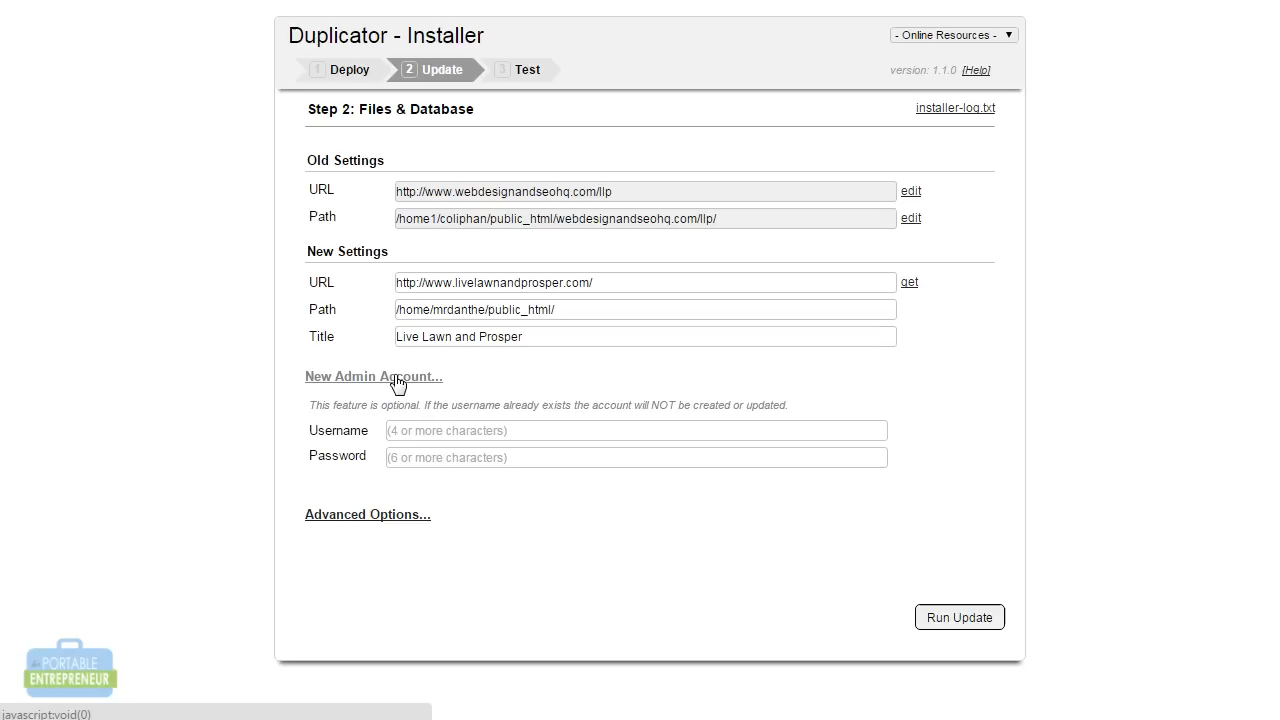 Duplicator - Installer
- Online Resources -
1 Deploy
2 Update
3 Test
version: 1.1.0 [Help]
Step 2: Files & Database
installer-log.txt
Old Settings
URL http://www.webdesignandseohq.com/llp edit
Path /home1/coliphan/public_html/webdesignandseohq.com/llp/ edit
New Settings
URL http://www.livelawnandprosper.com/ get
Path /home/mrdanthe/public_html/
Title Live Lawn and Prosper
New Admin Account...
This feature is optional. If the username already exists the account will NOT be created or updated.
Username (4 or more characters)
Password (6 or more characters)
Advanced Options...
Run Update
PORTABLE
ENTREPRENEUR
javascript:void(0)